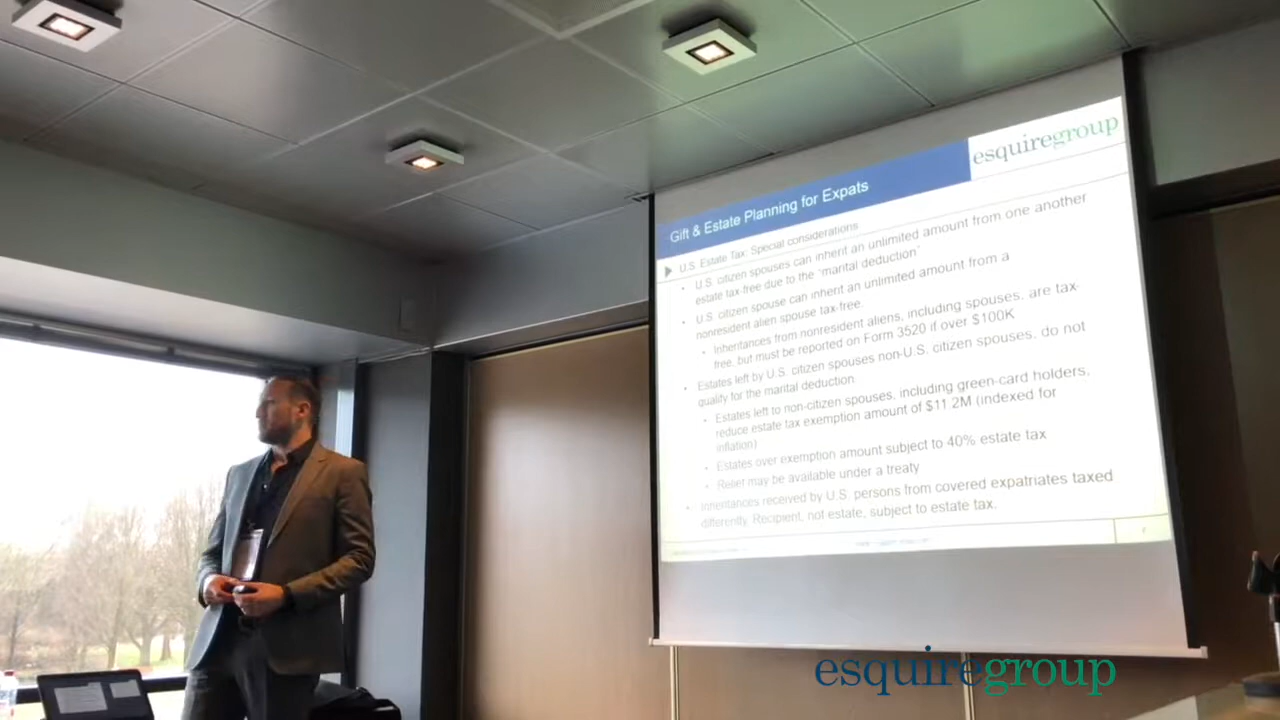 esquiregroup
Gift & Estate Planning for Expats
U.S. Estate Tax: Special considerations
• U.S. citizen spouses can inherit an unlimited amount from one another
estate tax-free due to the 'marital deduction'
• U.S. citizen spouse can inherit an unlimited amount from a
nonresident alien spouse tax-free.
• Inheritances from nonresident aliens, including spouses, are tax-
free, but must be reported on Form 3520 if over $100K
• Estates left by U.S. citizen spouses non-U.S. citizen spouses, do not
qualify for the marital deduction
• Estates left to non-citizen spouses, including green-card holders,
reduce estate tax exemption amount of $11.2M (indexed for
inflation)
• Estates over exemption amount subject to 40% estate tax
• Relief may be available under a treaty
• Inheritances received by U.S. persons from covered expatriates taxed
differently. Recipient, not estate, subject to estate tax.
esquiregroup